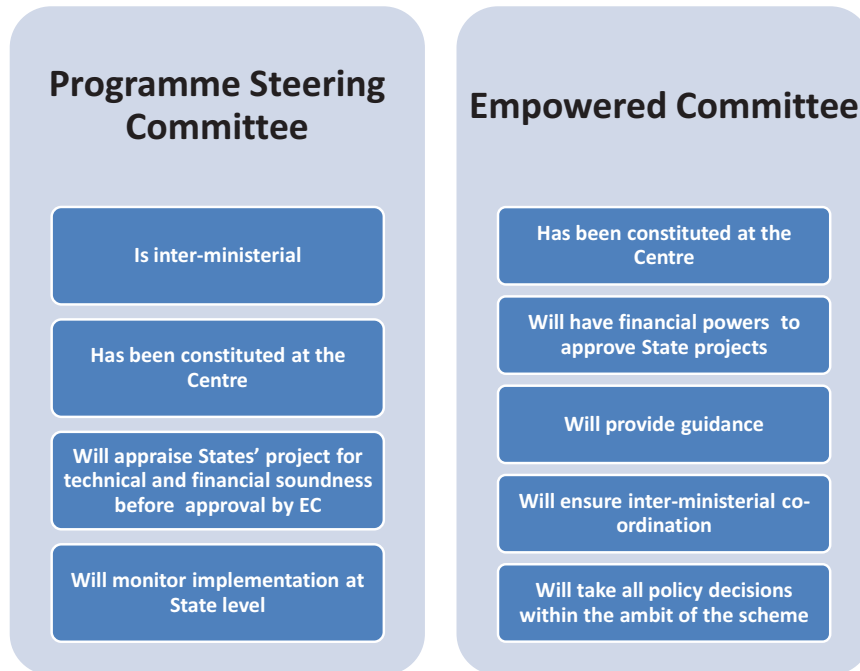 Programme Steering
Committee
Is inter-ministerial
Has been constituted at the
Centre
Will appraise States’ project for
technical and financial soundness
before approval by EC
Will monitor implementation at
State level
Empowered Committee
Has been constituted at the
Centre
Will have financial powers to
approve State projects
Will provide guidance
Will ensure inter-ministerial co-
ordination
Will take all policy decisions
within the ambit of the scheme